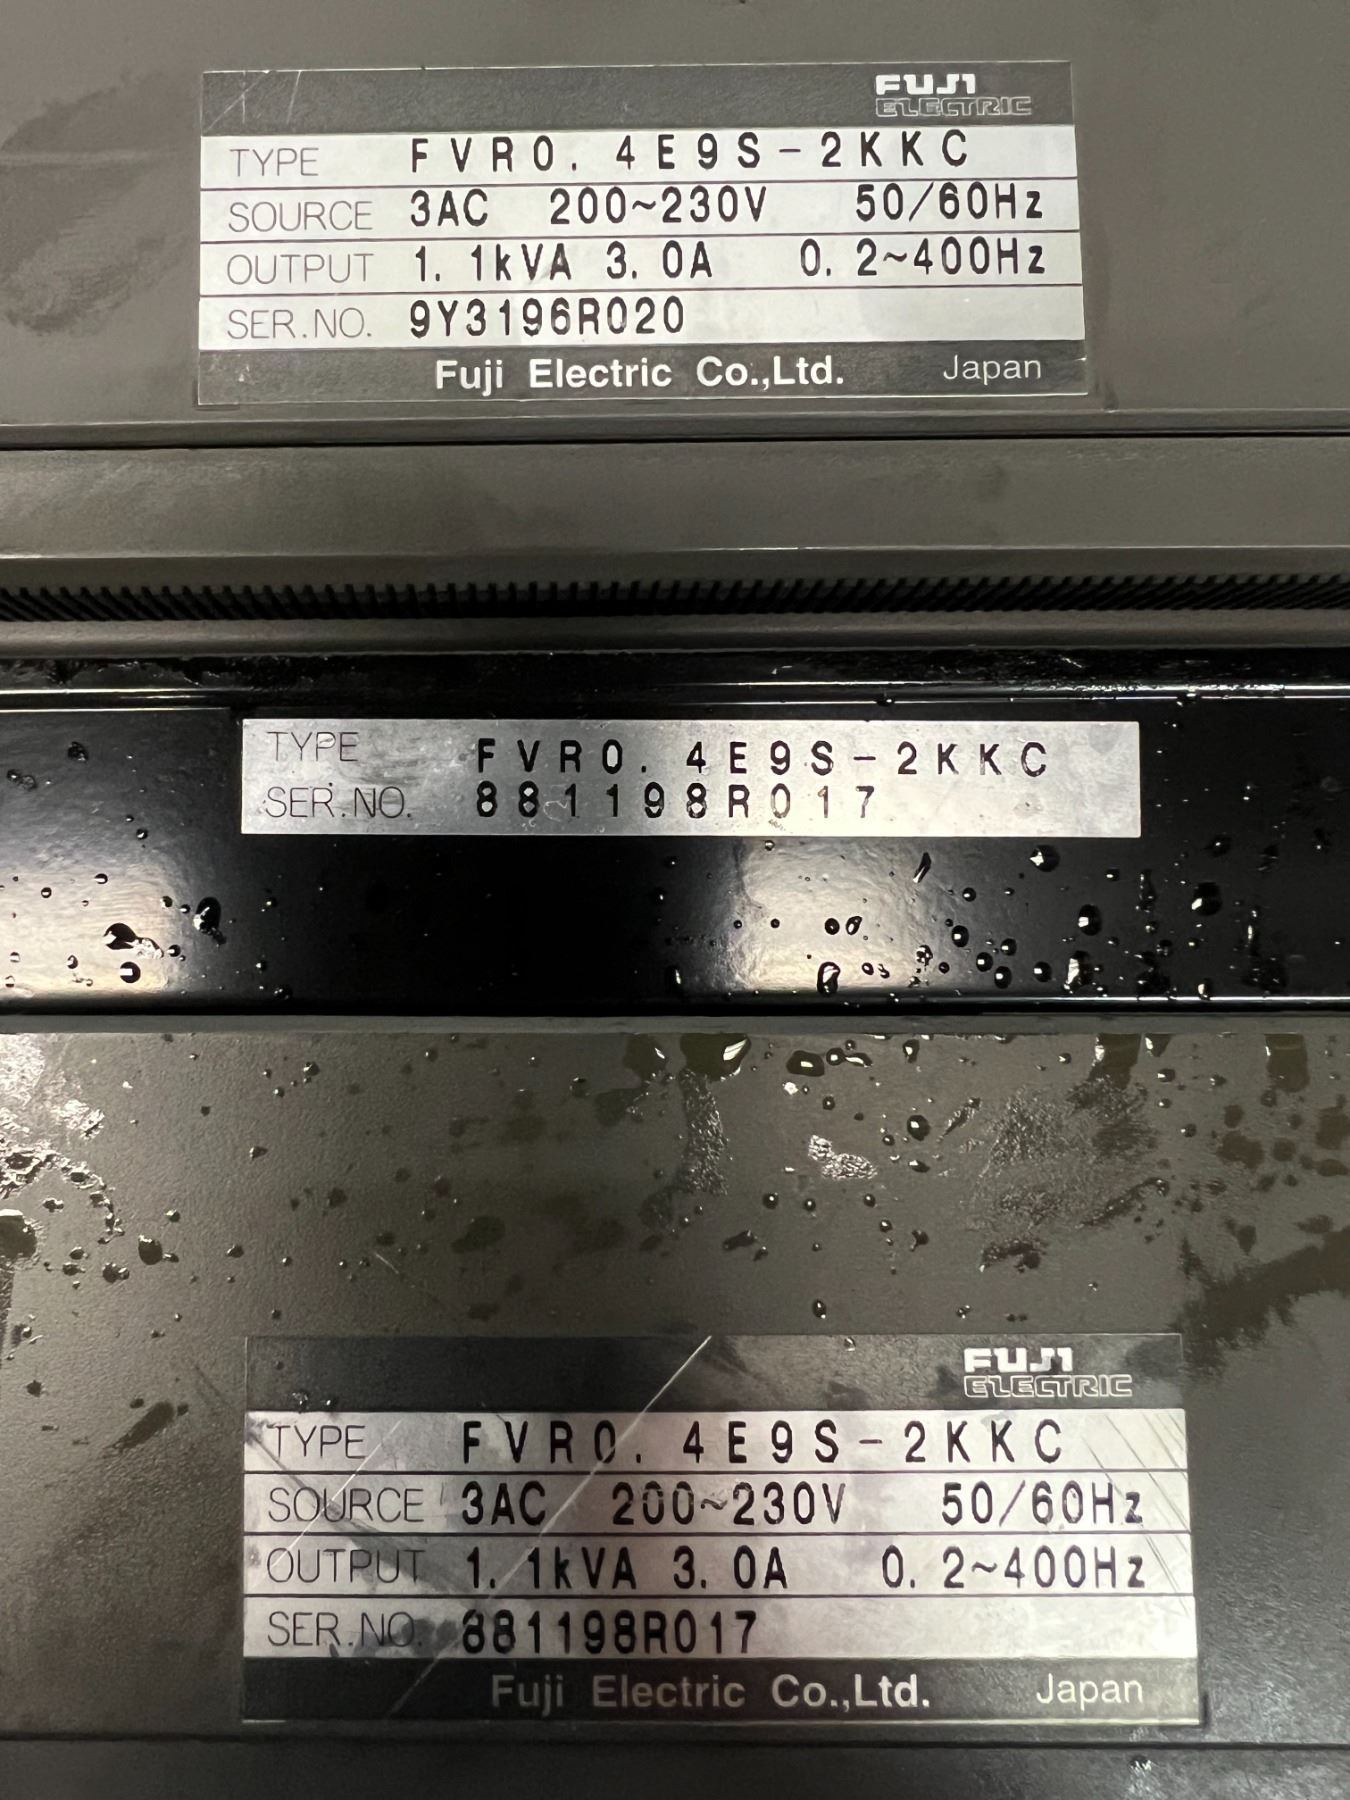 FUJI
ELECTRIC
TYPE FVR0.4E9S-2KKC
SOURCE 3AC 200~230V 50/60Hz
OUTPUT 1.1kVA 3.0A 0.2~400Hz
SER.NO. 9Y3196R020
Fuji Electric Co.,Ltd. Japan
TYPE FVR0.4E9S-2KKC
SER.NO. 881198R017
FUJI
ELECTRIC
TYPE FVR0.4E9S-2KKC
SOURCE 3AC 200~230V 50/60Hz
OUTPUT 1.1kVA 3.0A 0.2~400Hz
SER.NO. 881198R017
Fuji Electric Co.,Ltd. Japan